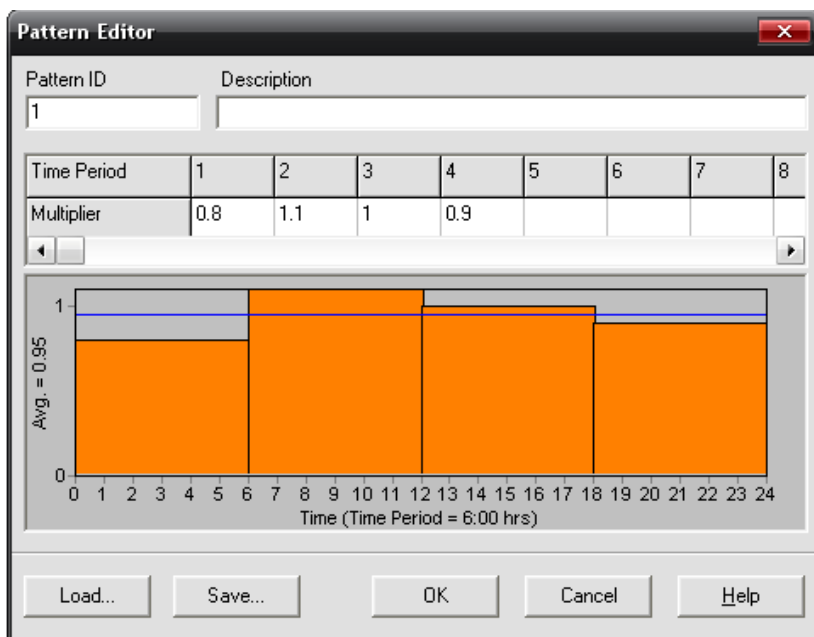 Pattern Editor
Pattern ID Description
1
Time Period 1 2 3 4 5 6 7 8
Multiplier 0.8 1.1 1 0.9
1
Avg. = 0.95
0
0 1 2 3 4 5 6 7 8 9 10 11 12 13 14 15 16 17 18 19 20 21 22 23 24
Time (Time Period = 6:00 hrs)
Load... Save... OK Cancel Help